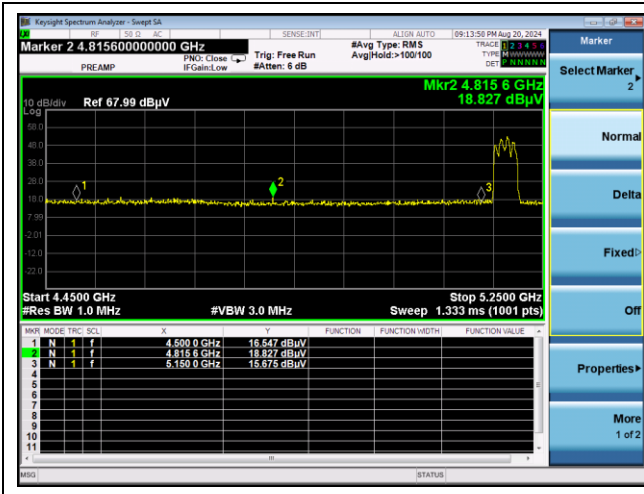 Keysight Spectrum Analyzer - Swept SA
RF 50 Ω AC SENSE:INT ALIGN AUTO 09:13:50 PM Aug 20, 2024
Marker 2 4.815600000000 GHz
PREAMP
PNO: Close
IFGain:Low
Trig: Free Run
#Atten: 6 dB
#Avg Type: RMS
Avg|Hold:>100/100
TRACE 1 2 3 4 5 6
TYPE M W W W W W
DET P N N N N N
Mkr2 4.815 6 GHz
18.827 dBµV
10 dB/div Ref 67.99 dBµV
Log
58.0
48.0
38.0
28.0
18.0
7.99
-2.01
-12.0
-22.0
1
2
3
Start 4.4500 GHz Stop 5.2500 GHz
#Res BW 1.0 MHz #VBW 3.0 MHz Sweep 1.333 ms (1001 pts)
MKR MODE TRC SCL X Y FUNCTION FUNCTION WIDTH FUNCTION VALUE
1 N 1 f 4.500 0 GHz 16.547 dBµV
2 N 1 f 4.815 6 GHz 18.827 dBµV
3 N 1 f 5.150 0 GHz 15.675 dBµV
4
5
6
7
8
9
10
11
MSG STATUS
Marker
Select Marker
2
Normal
Delta
Fixed
Off
Properties
More
1 of 2